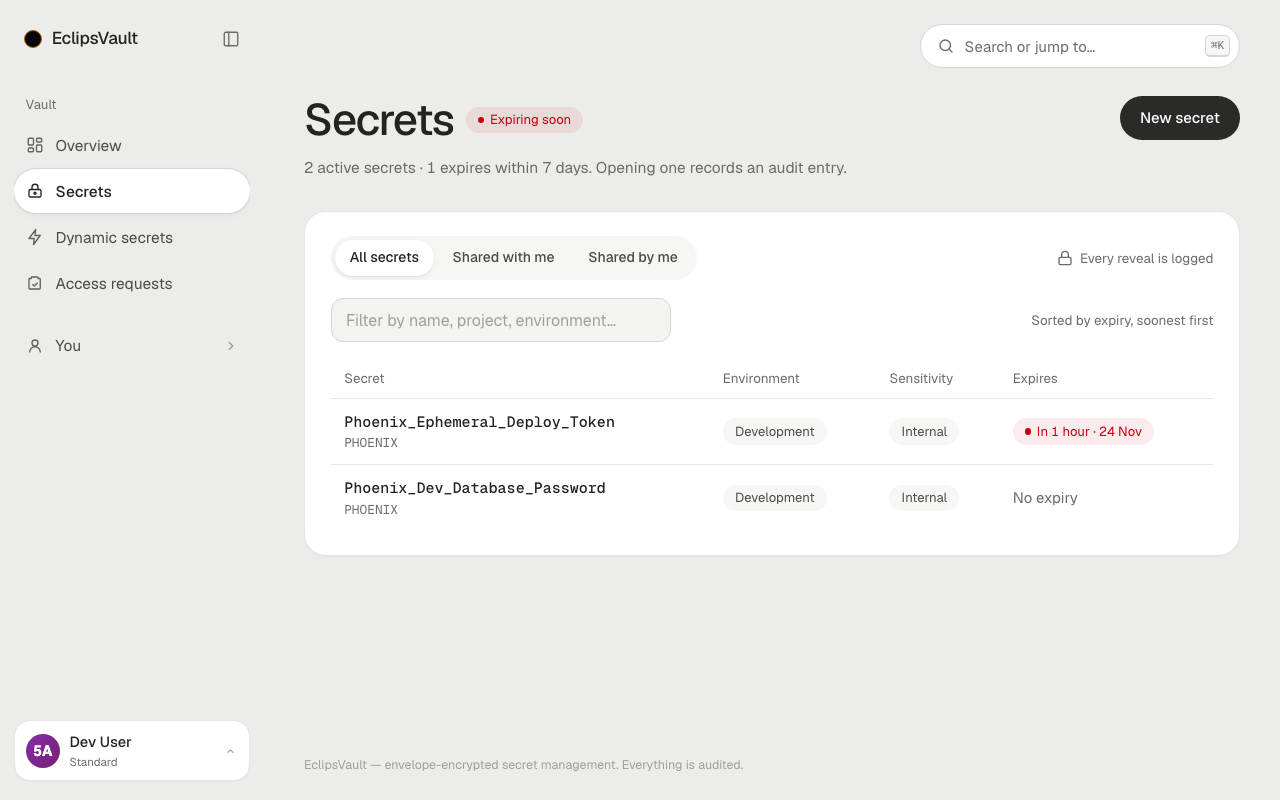 EclipsVault
Search or jump to...
⌘K
Vault
Overview
Secrets
Dynamic secrets
Access requests
You
Secrets
Expiring soon
New secret
2 active secrets · 1 expires within 7 days. Opening one records an audit entry.
All secrets
Shared with me
Shared by me
Every reveal is logged
Filter by name, project, environment...
Sorted by expiry, soonest first
Secret Environment Sensitivity Expires
Phoenix_Ephemeral_Deploy_Token
PHOENIX
Development
Internal
In 1 hour · 24 Nov
Phoenix_Dev_Database_Password
PHOENIX
Development
Internal
No expiry
5A
Dev User
Standard
EclipsVault — envelope-encrypted secret management. Everything is audited.